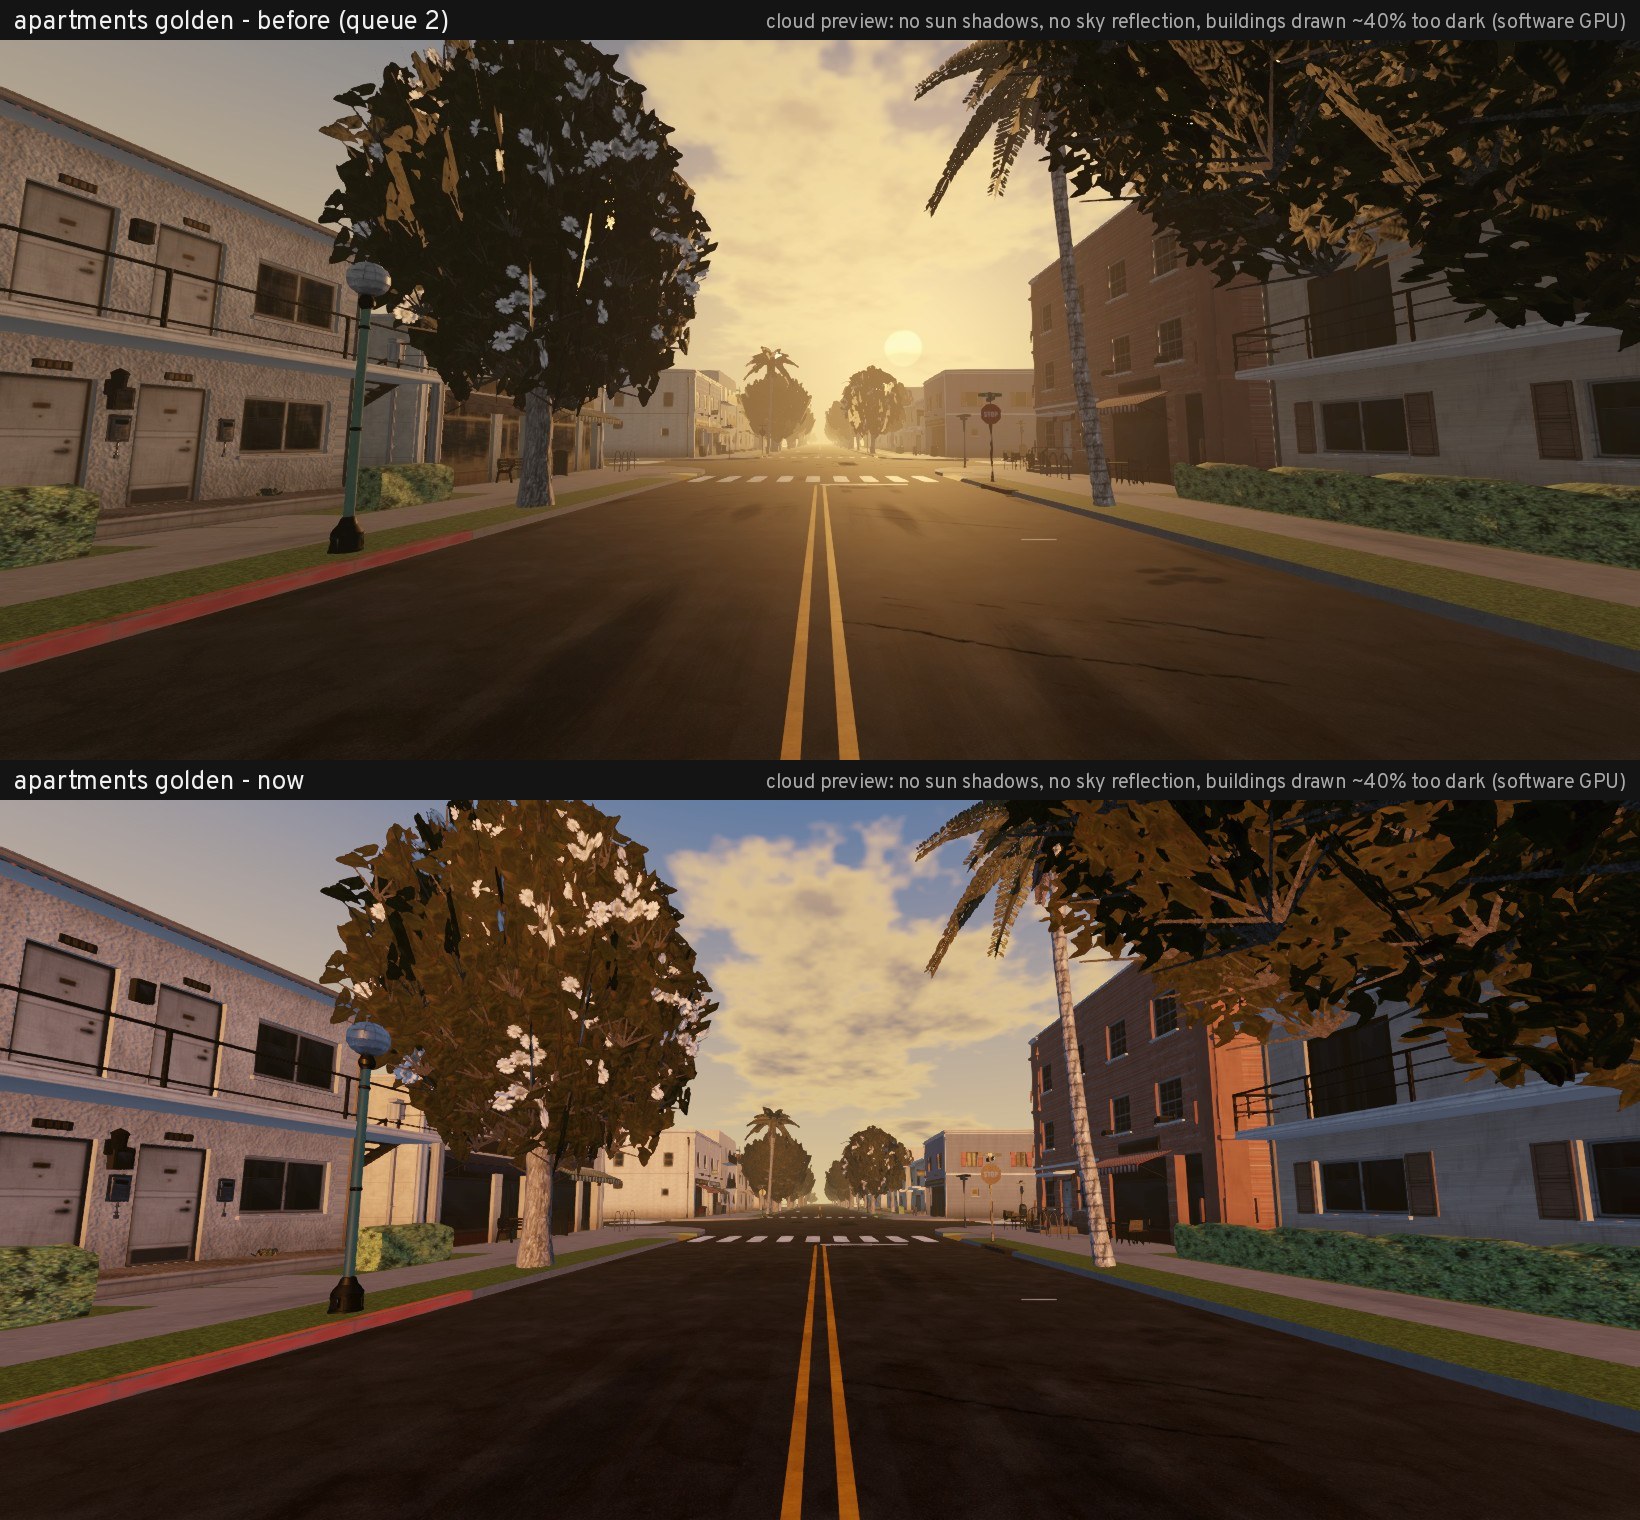 apartments golden - before (queue 2)
cloud preview: no sun shadows, no sky reflection, buildings drawn ~40% too dark (software GPU)
STOP
apartments golden - now
cloud preview: no sun shadows, no sky reflection, buildings drawn ~40% too dark (software GPU)
STOP